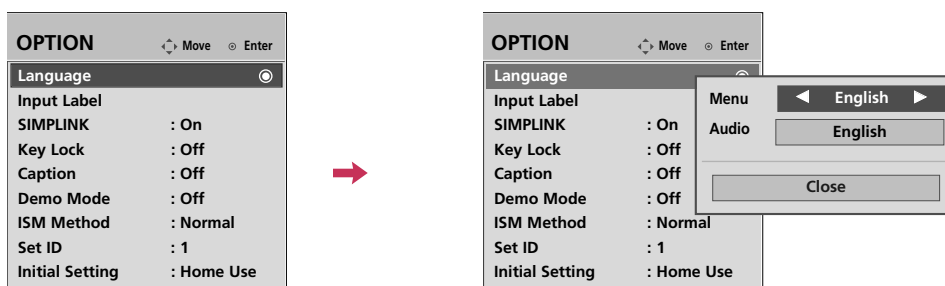 OPTION Move Enter
Language
Input Label
SIMPLINK : On
Key Lock : Off
Caption : Off
Demo Mode : Off
ISM Method : Normal
Set ID : 1
Initial Setting : Home Use
OPTION Move Enter
Language
Input Label
SIMPLINK : On
Key Lock : Off
Caption : Off
Demo Mode : Off
ISM Method : Normal
Set ID : 1
Initial Setting : Home Use
Menu ◀ English ▶
Audio English
Close